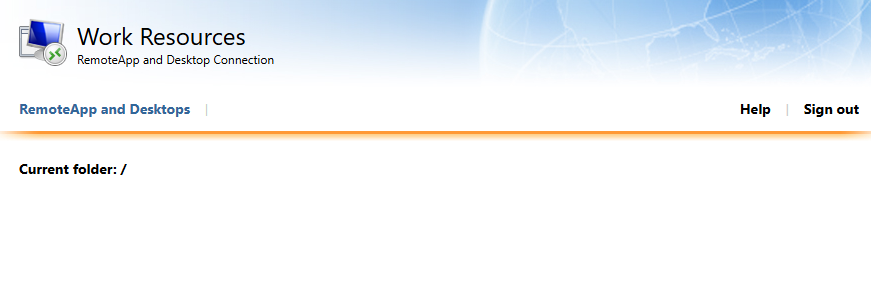 Work Resources
RemoteApp and Desktop Connection
RemoteApp and Desktops | Help | Sign out
Current folder: /